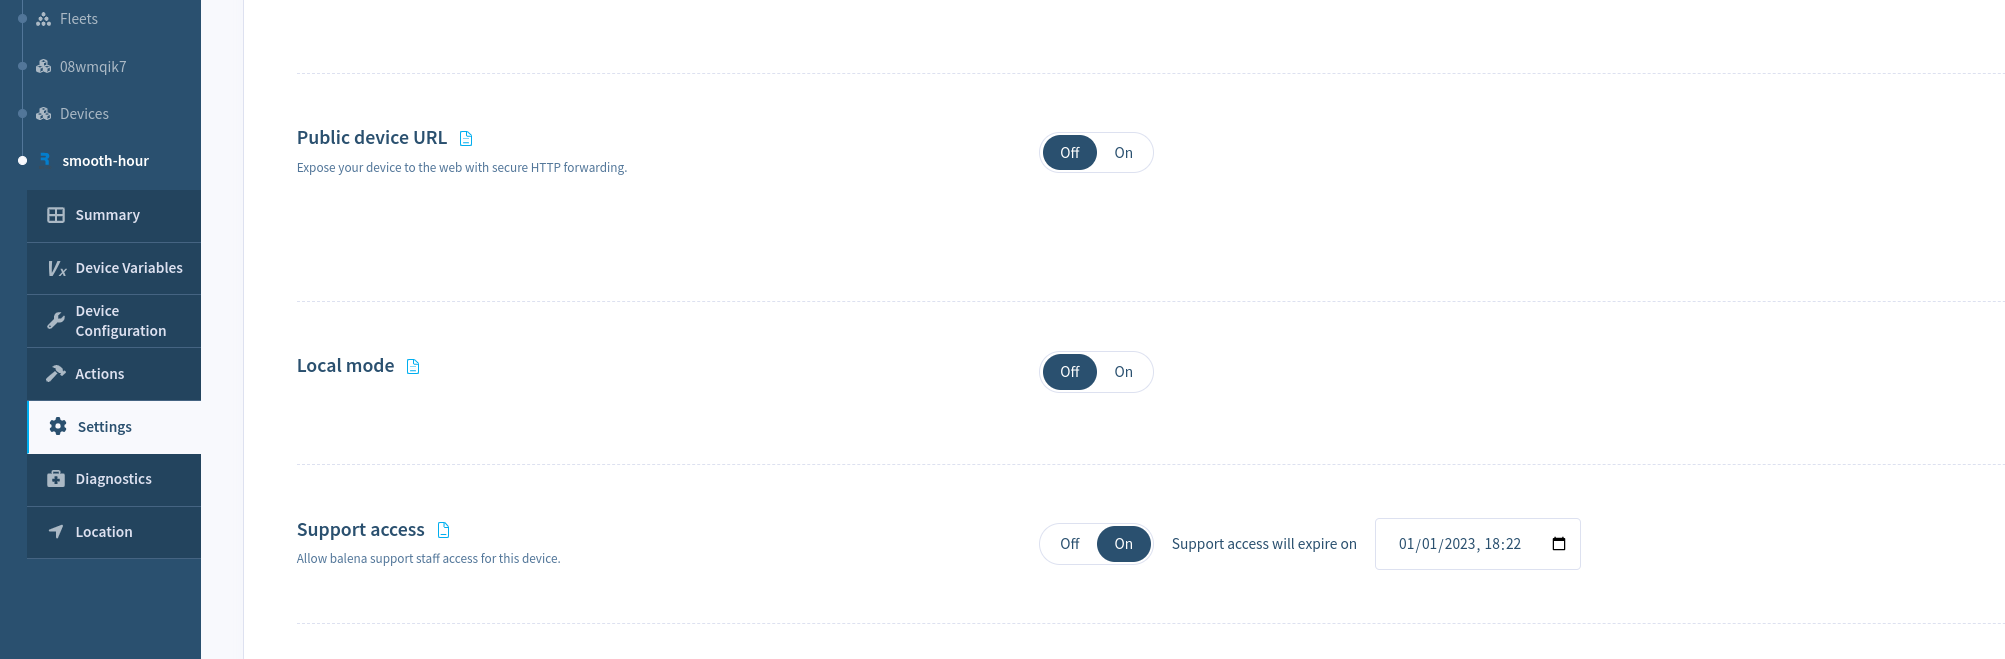 Fleets
08wmqik7
Devices
smooth-hour
Summary
Device Variables
Device
Configuration
Actions
Settings
Diagnostics
Location
Public device URL
Expose your device to the web with secure HTTP forwarding.
Off On
Local mode
Off On
Support access
Allow balena support staff access for this device.
Off On Support access will expire on 01/01/2023, 18:22